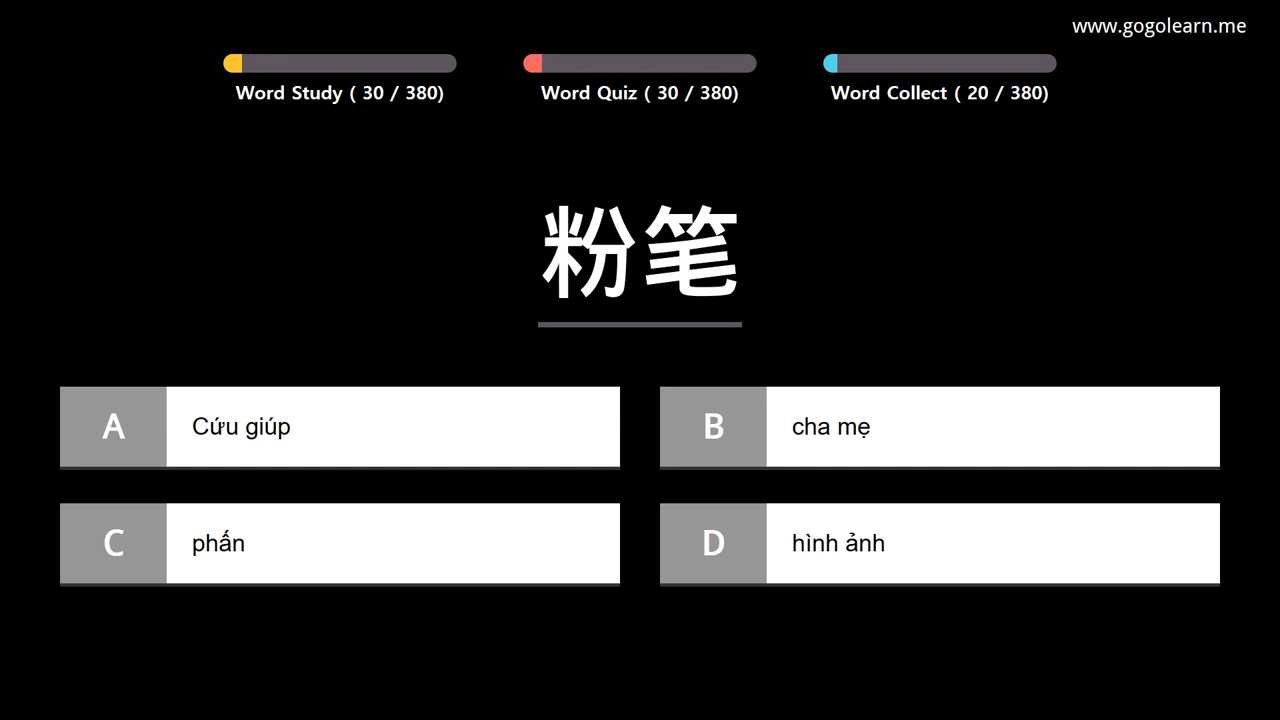 www.gogolearn.me
Word Study ( 30 / 380)
Word Quiz ( 30 / 380)
Word Collect ( 20 / 380)
粉笔
A Cứu giúp
B cha mẹ
C phấn
D hình ảnh